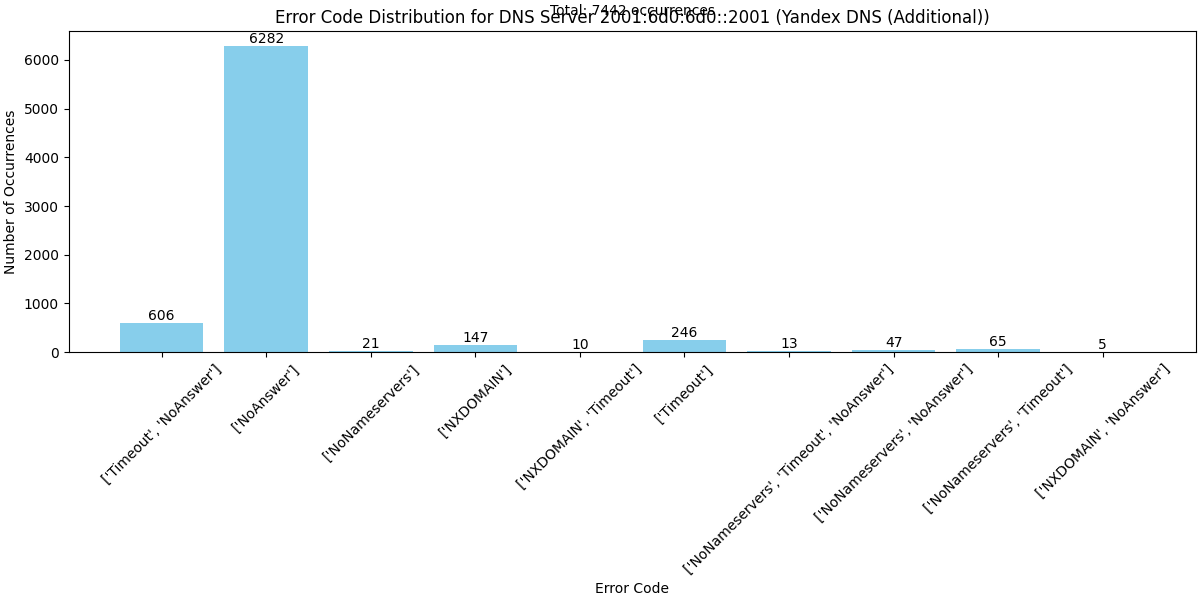 Total: 7442 occurrences
Error Code Distribution for DNS Server 2001:6d0:6d0::2001 (Yandex DNS (Additional))
Number of Occurrences
6000
5000
4000
3000
2000
1000
0
606
6282
21
147
10
246
13
47
65
5
['Timeout', 'NoAnswer']
['NoAnswer']
['NoNameservers']
['NXDOMAIN']
['NXDOMAIN', 'Timeout']
['Timeout']
['NoNameservers', 'Timeout', 'NoAnswer']
['NoNameservers', 'NoAnswer']
['NoNameservers', 'Timeout']
['NXDOMAIN', 'NoAnswer']
Error Code